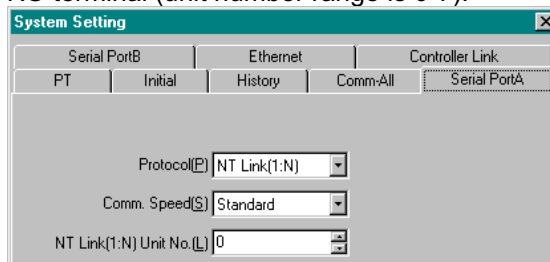 NS terminal (unit number range is 0-7).
System Setting
Serial PortB Ethernet Controller Link
PT Initial History Comm-All Serial PortA
Protocol(P) NT Link(1:N)
Comm. Speed(S) Standard
NT Link(1:N) Unit No.(L) 0